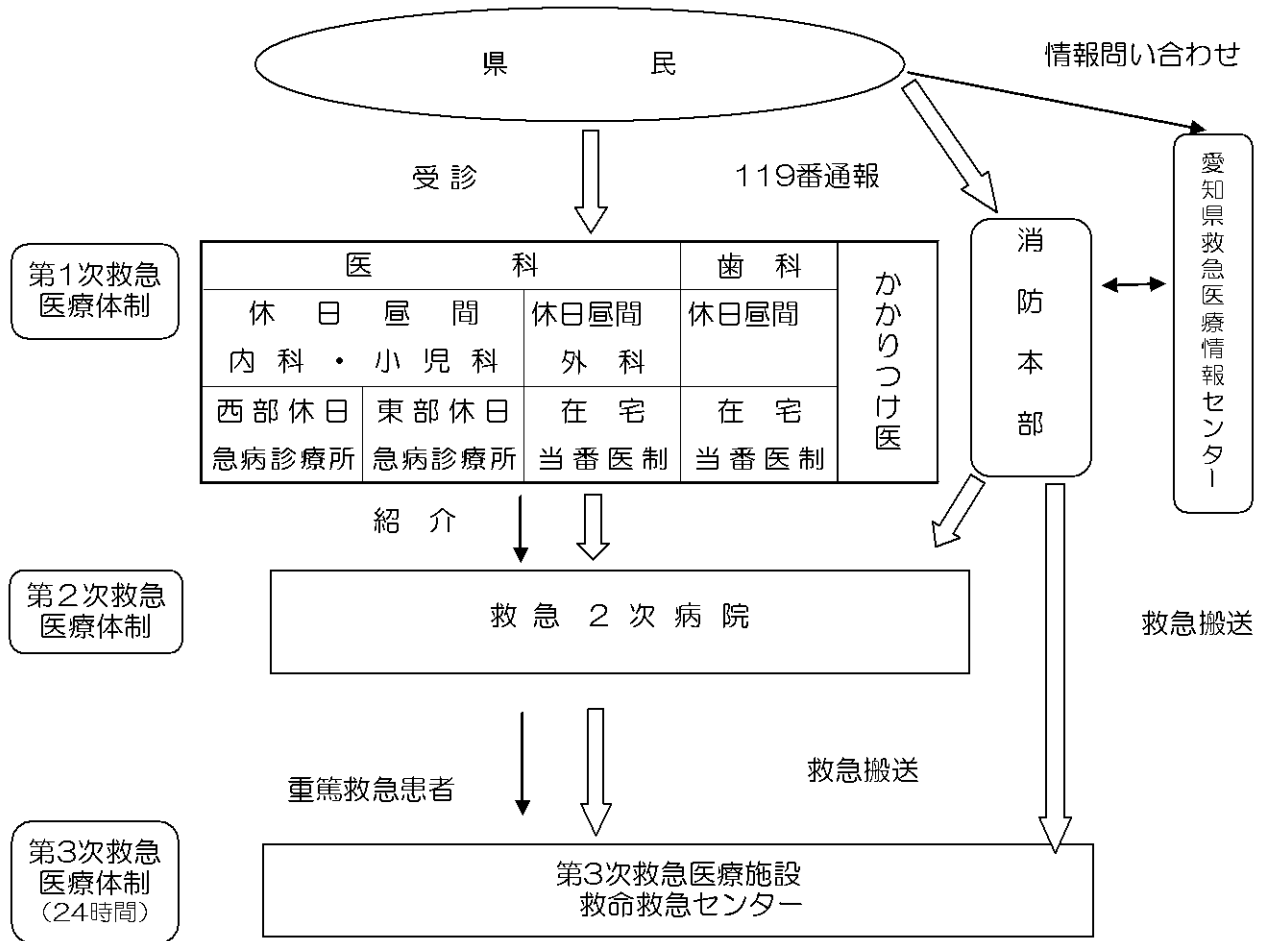 県 民
情報問い合わせ
受 診
119番通報
愛知県救急医療情報センター
消防本部
第1次救急
医療体制
医 科
歯 科
かかりつけ医
休 日 昼 間
内 科 ・ 小 児 科
休日昼間
外 科
休日昼間
西部休日
急病診療所
東部休日
急病診療所
在 宅
当番医制
在 宅
当番医制
紹 介
第2次救急
医療体制
救 急 2 次 病 院
救急搬送
重篤救急患者
救急搬送
第3次救急
医療体制
(24時間)
第3次救急医療施設
救命救急センター